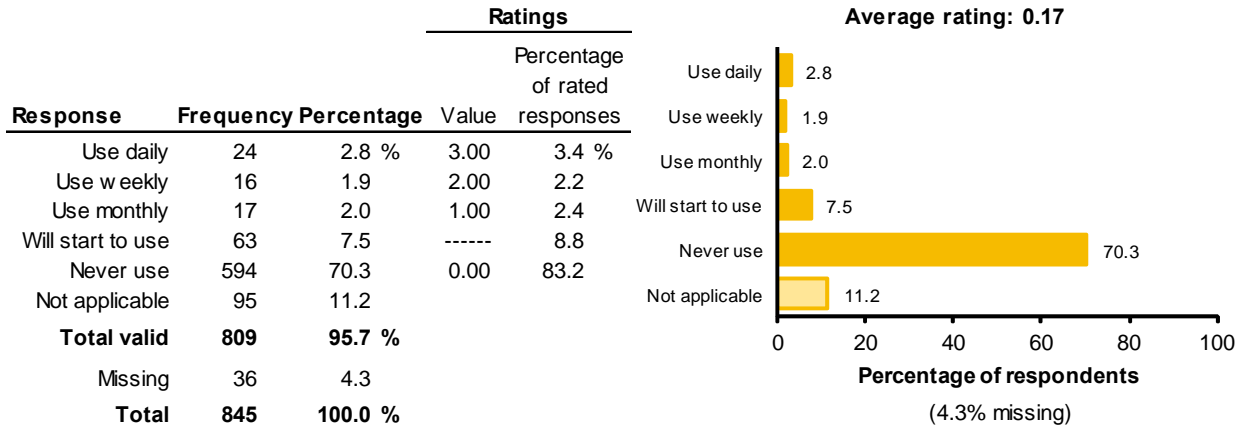 Ratings
Response Frequency Percentage Value Percentage of rated responses
Use daily 24 2.8 % 3.00 3.4 %
Use weekly 16 1.9 2.00 2.2
Use monthly 17 2.0 1.00 2.4
Will start to use 63 7.5 ------ 8.8
Never use 594 70.3 0.00 83.2
Not applicable 95 11.2
Total valid 809 95.7 %
Missing 36 4.3
Total 845 100.0 %
Average rating: 0.17
Use daily 2.8
Use weekly 1.9
Use monthly 2.0
Will start to use 7.5
Never use 70.3
Not applicable 11.2
0 20 40 60 80 100
Percentage of respondents
(4.3% missing)